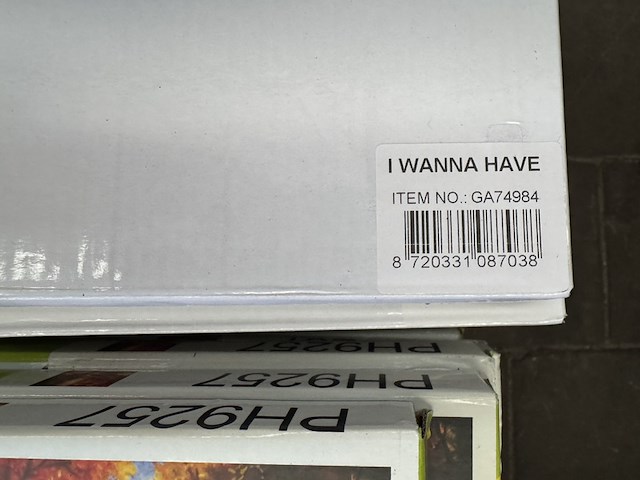 I WANNA HAVE
ITEM NO.: GA74984
8 720331 087038
PH9257
PH9257
PH9257